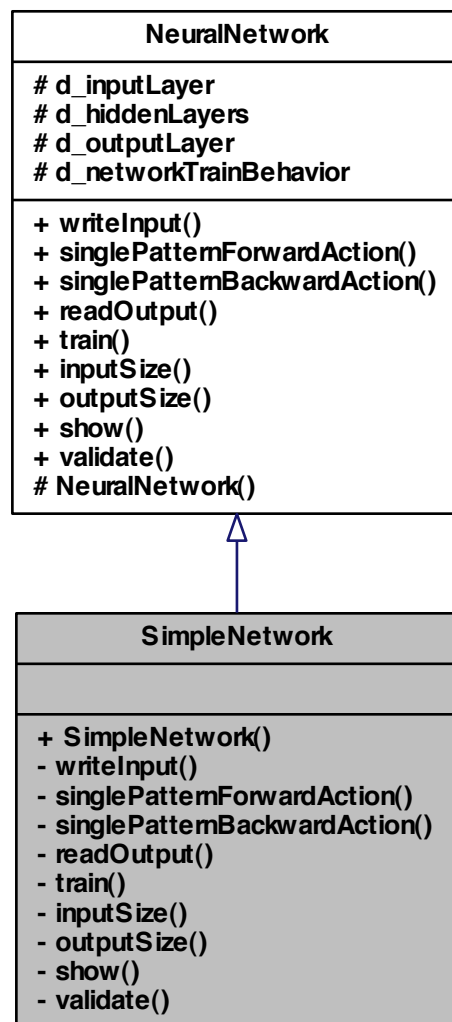 NeuralNetwork
# d_inputLayer
# d_hiddenLayers
# d_outputLayer
# d_networkTrainBehavior
+ writeInput()
+ singlePatternForwardAction()
+ singlePatternBackwardAction()
+ readOutput()
+ train()
+ inputSize()
+ outputSize()
+ show()
+ validate()
# NeuralNetwork()
SimpleNetwork
+ SimpleNetwork()
- writeInput()
- singlePatternForwardAction()
- singlePatternBackwardAction()
- readOutput()
- train()
- inputSize()
- outputSize()
- show()
- validate()